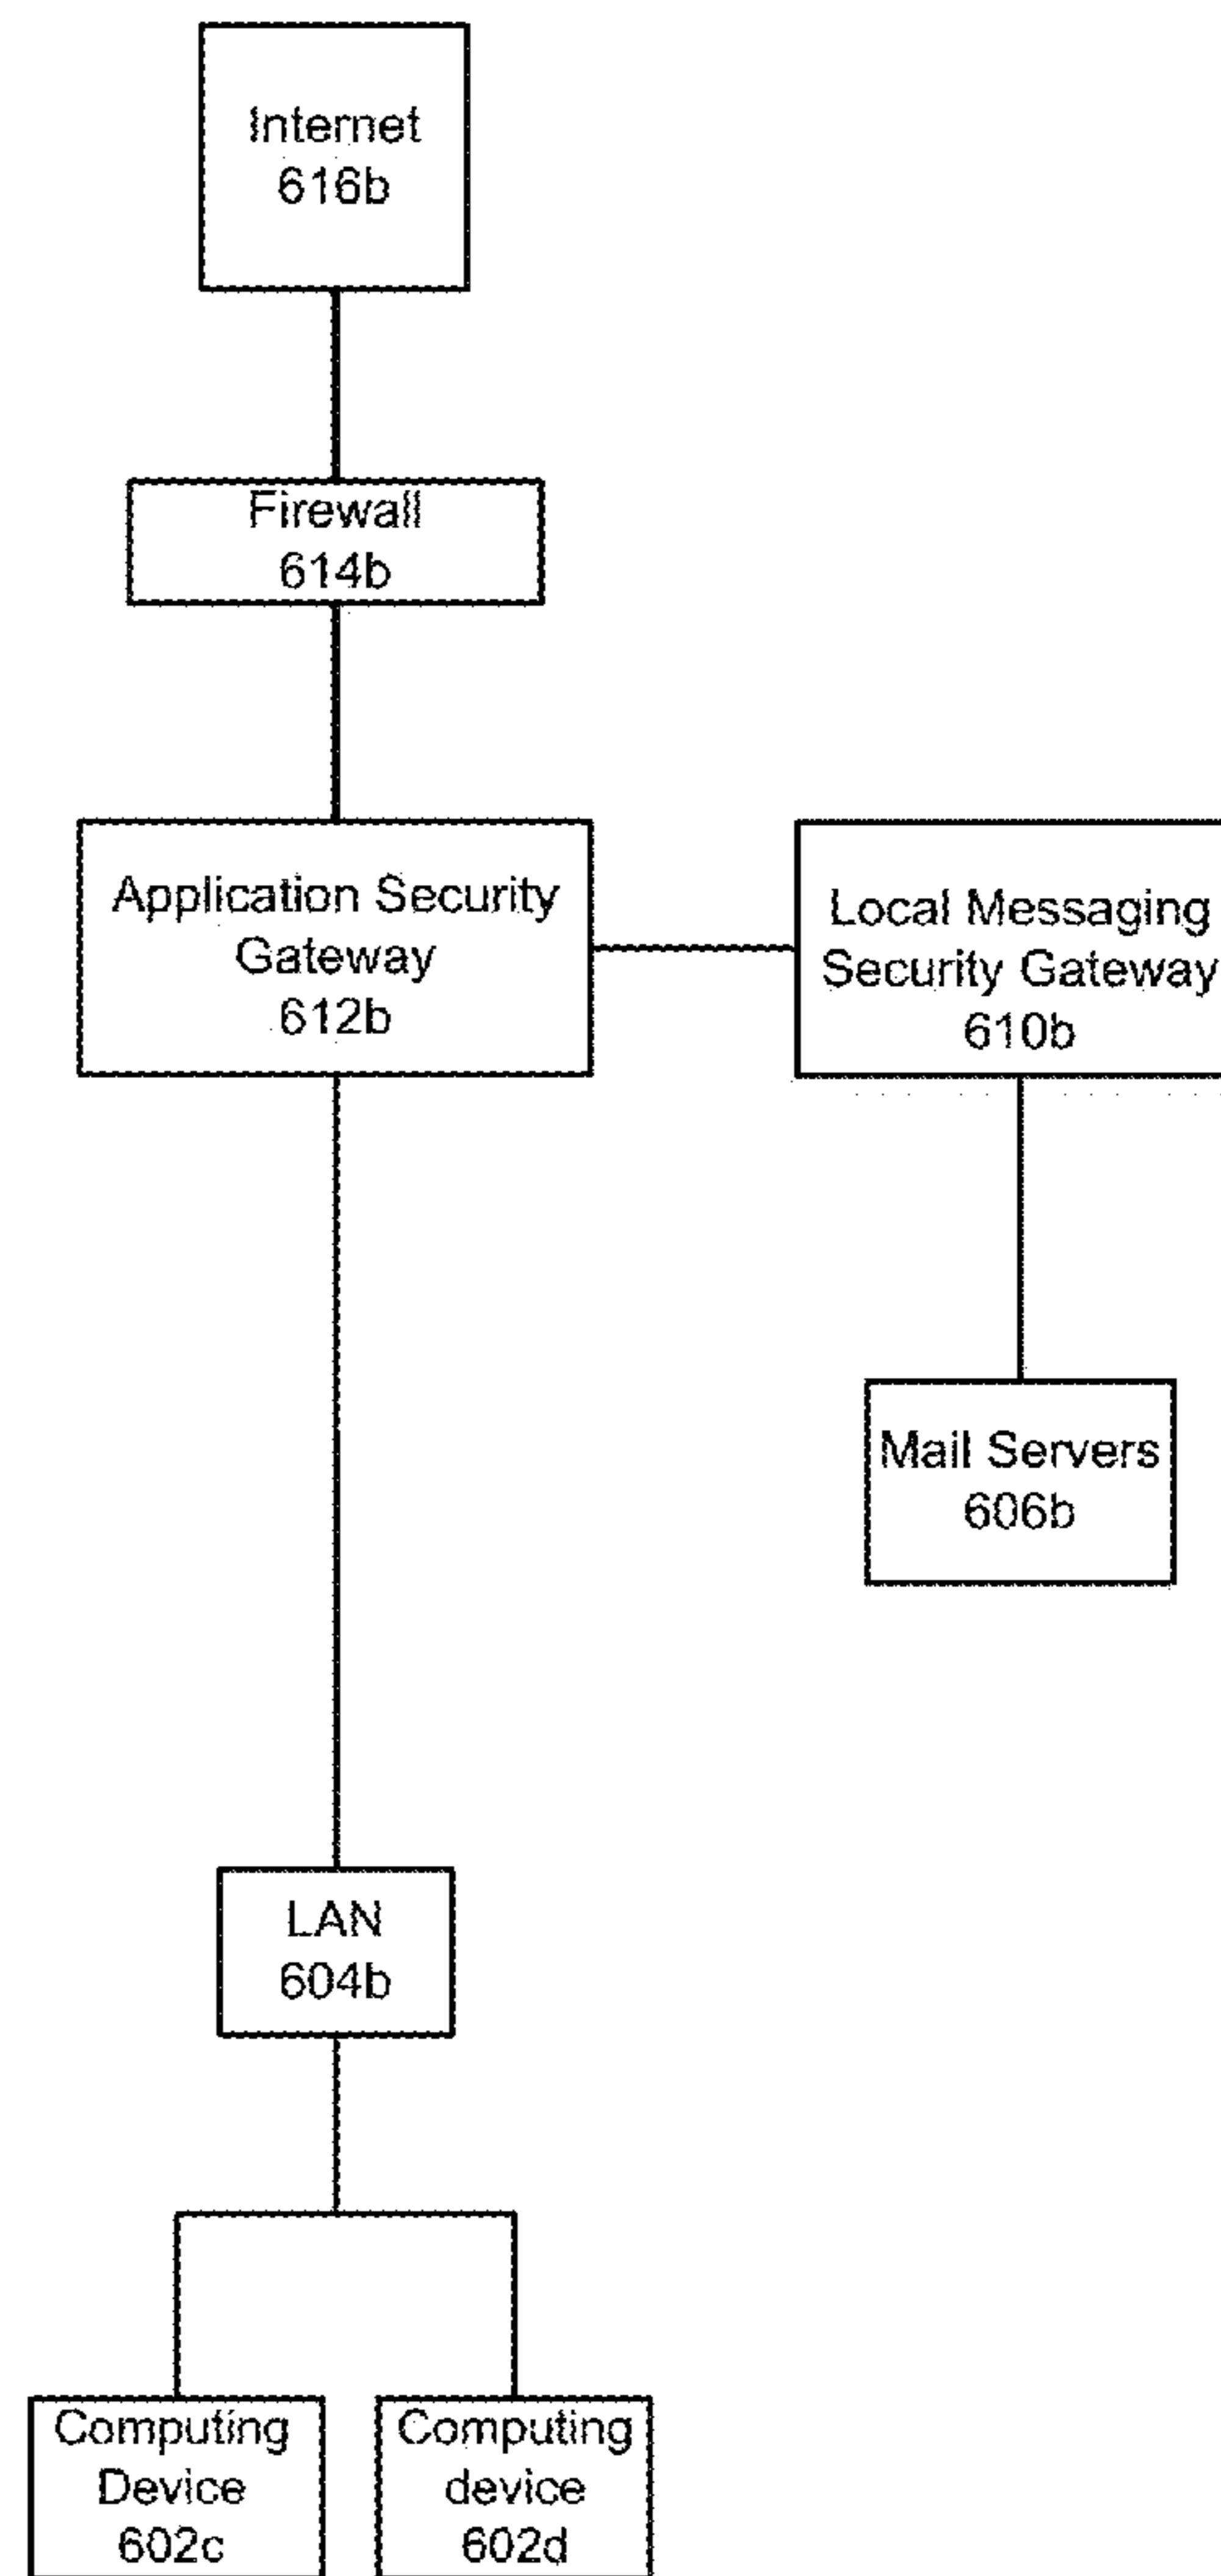 Internet
616b
Firewall
614b
Application Security
Gateway
612b
Local Messaging
Security Gateway
610b
Mail Servers
606b
LAN
604b
Computing
Device
602c
Computing
device
602d